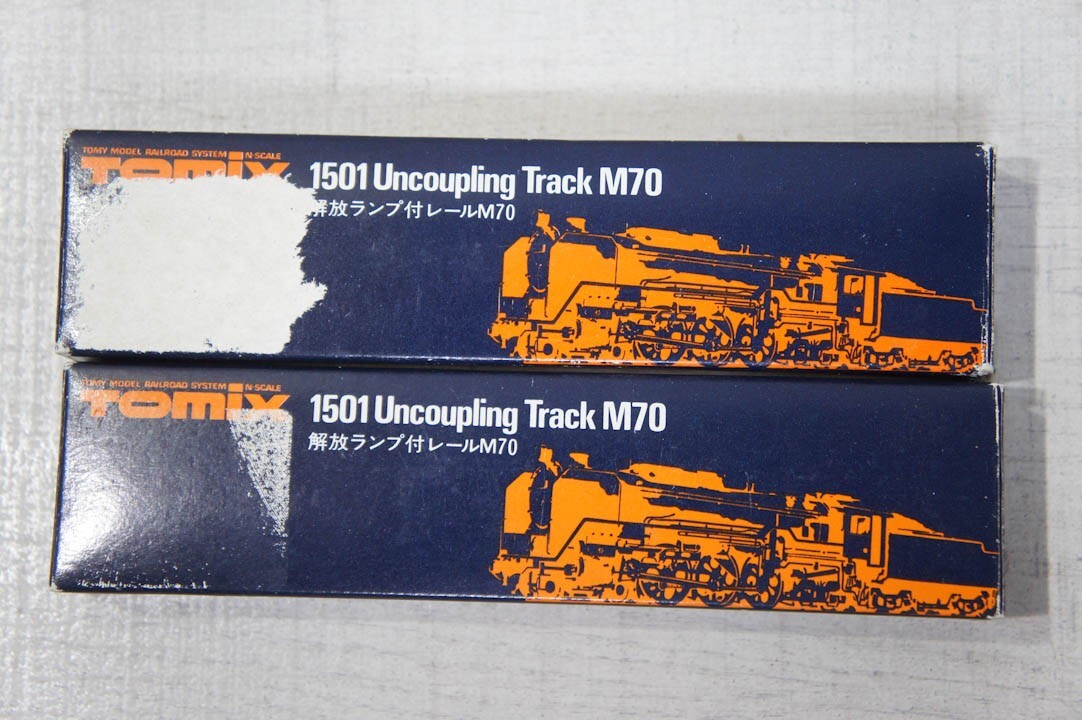 TOMY MODEL RAILROAD SYSTEM N-SCALE
TOMIX
1501 Uncoupling Track M70
解放ランプ付レールM70
TOMY MODEL RAILROAD SYSTEM N-SCALE
TOMIX
1501 Uncoupling Track M70
解放ランプ付レールM70